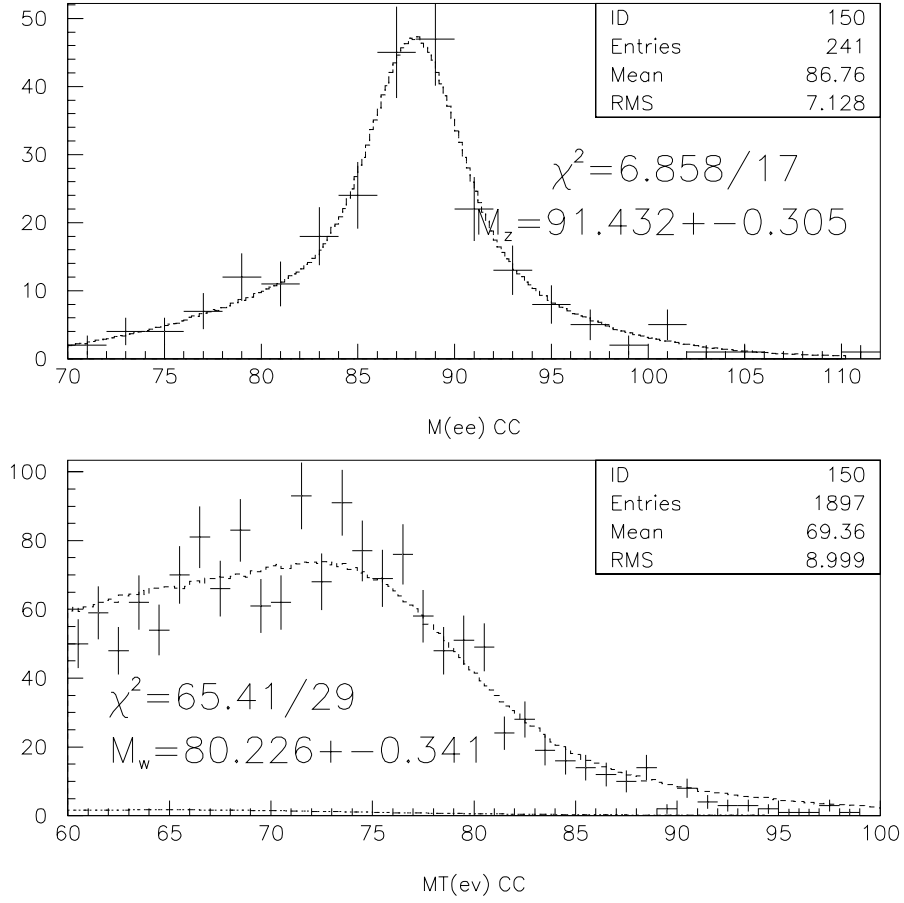 50
40
30
20
10
0
ID 150
Entries 241
Mean 86.76
RMS 7.128
χ²=6.858/17
M_z=91.432+−0.305
70 75 80 85 90 95 100 105 110
M(ee) CC
100
80
60
40
20
0
ID 150
Entries 1897
Mean 69.36
RMS 8.999
χ²=65.41/29
M_w=80.226+−0.341
60 65 70 75 80 85 90 95 100
MT(ev) CC